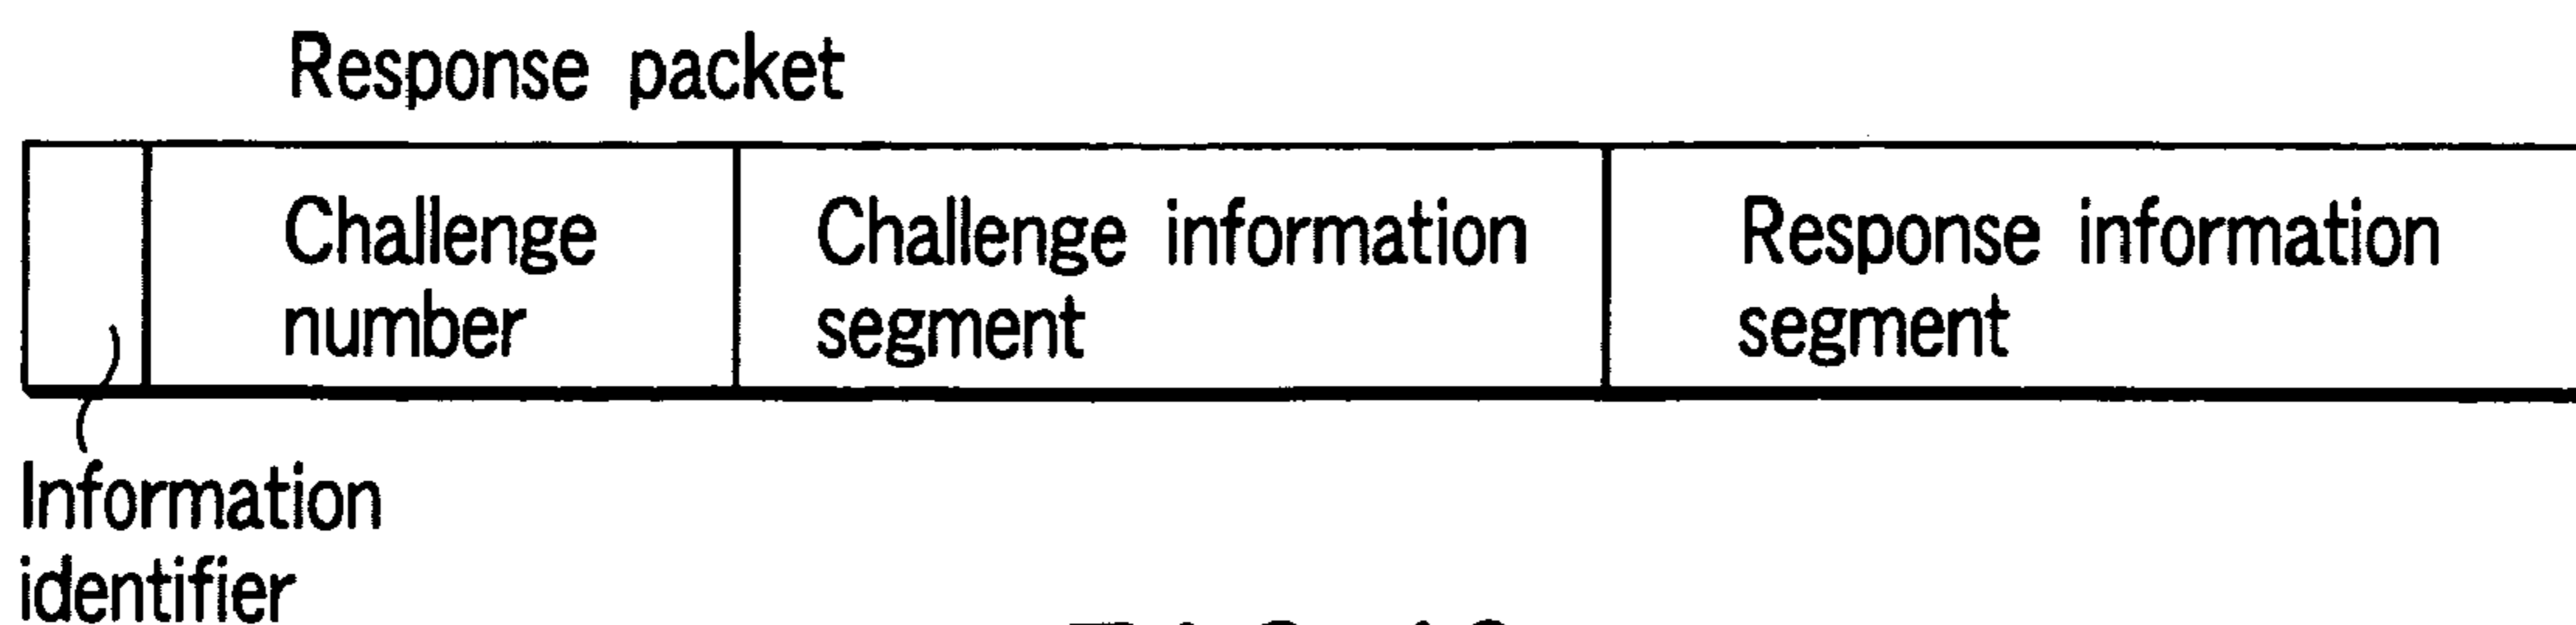 Response packet
Challenge number
Challenge information segment
Response information segment
Information identifier